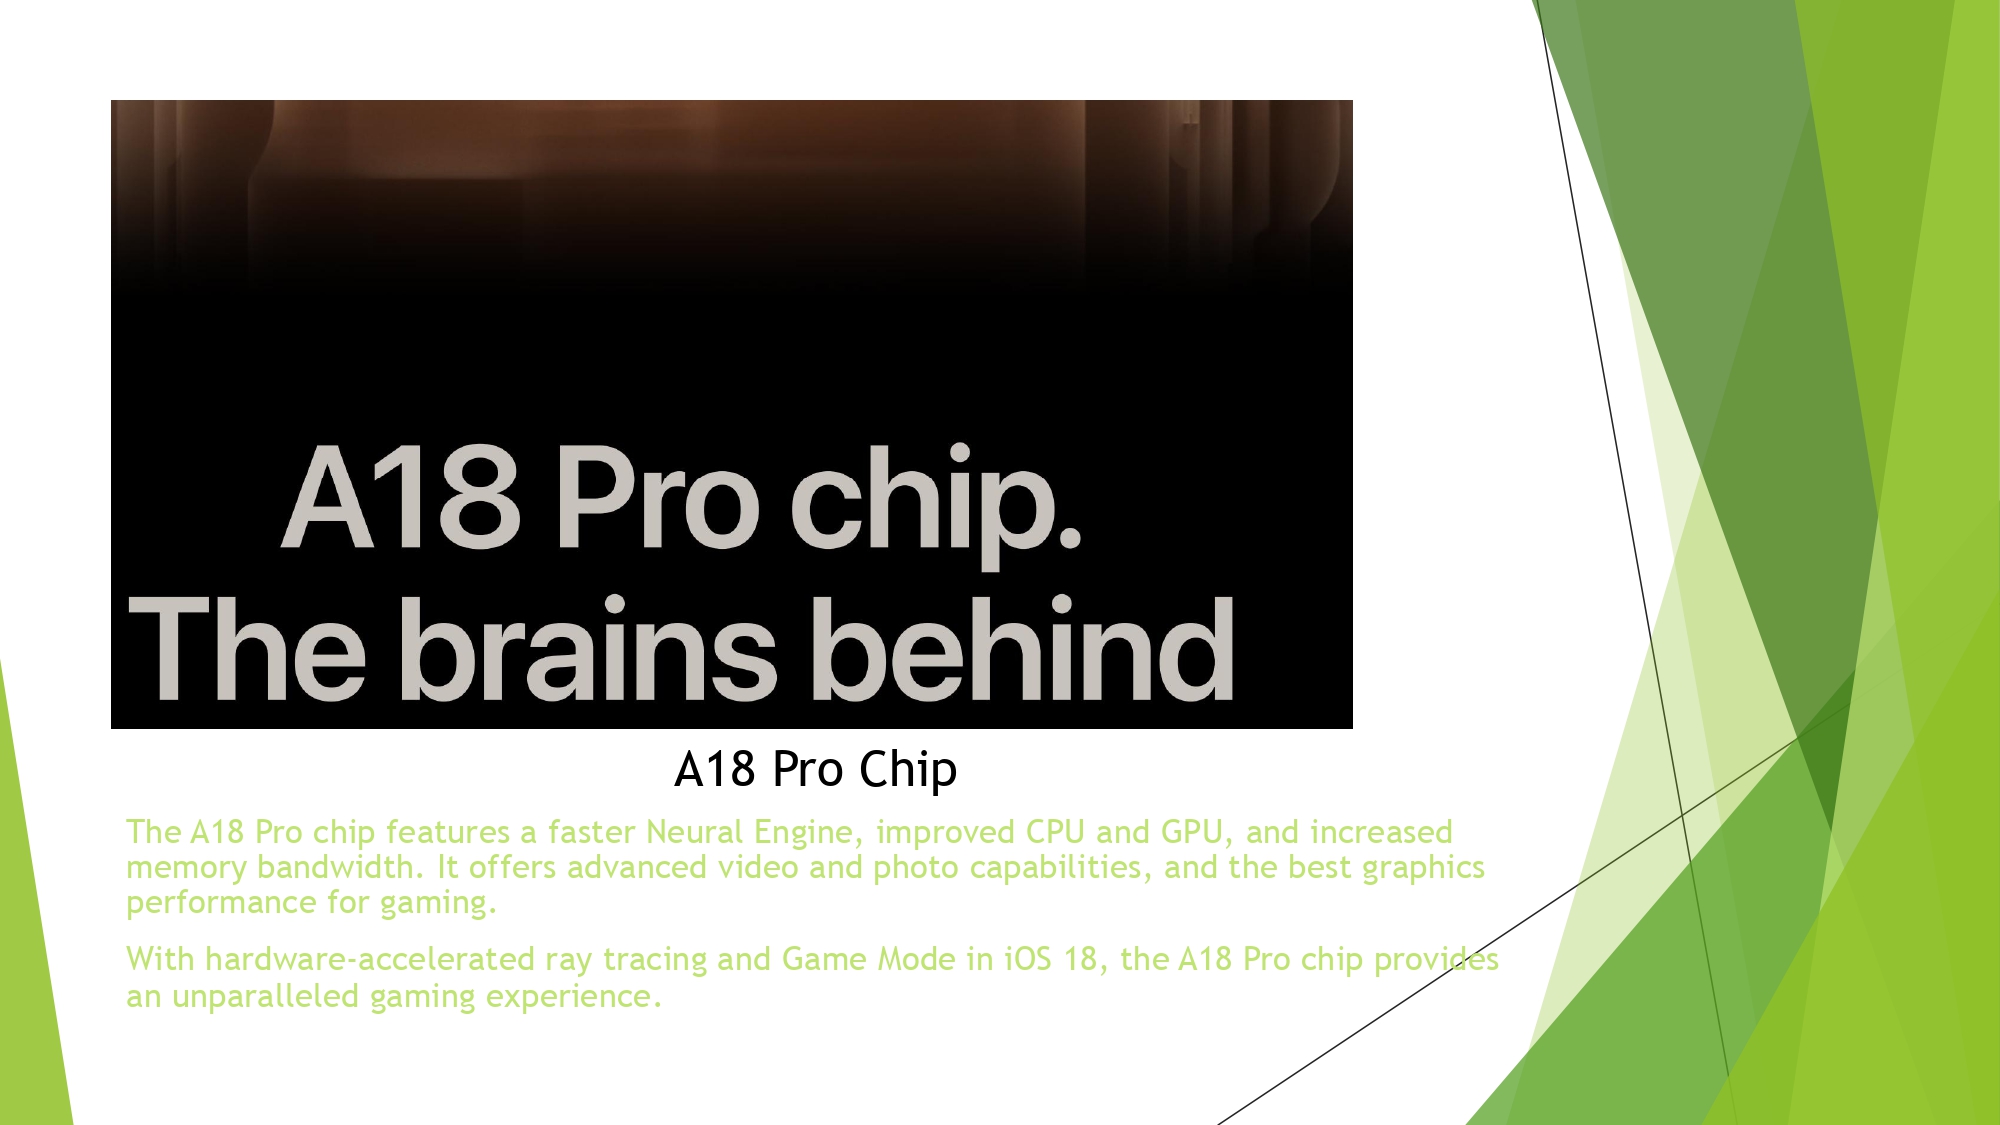 A18 Pro chip.
The brains behind
A18 Pro Chip
The A18 Pro chip features a faster Neural Engine, improved CPU and GPU, and increased
memory bandwidth. It offers advanced video and photo capabilities, and the best graphics
performance for gaming.
With hardware-accelerated ray tracing and Game Mode in iOS 18, the A18 Pro chip provides
an unparalleled gaming experience.